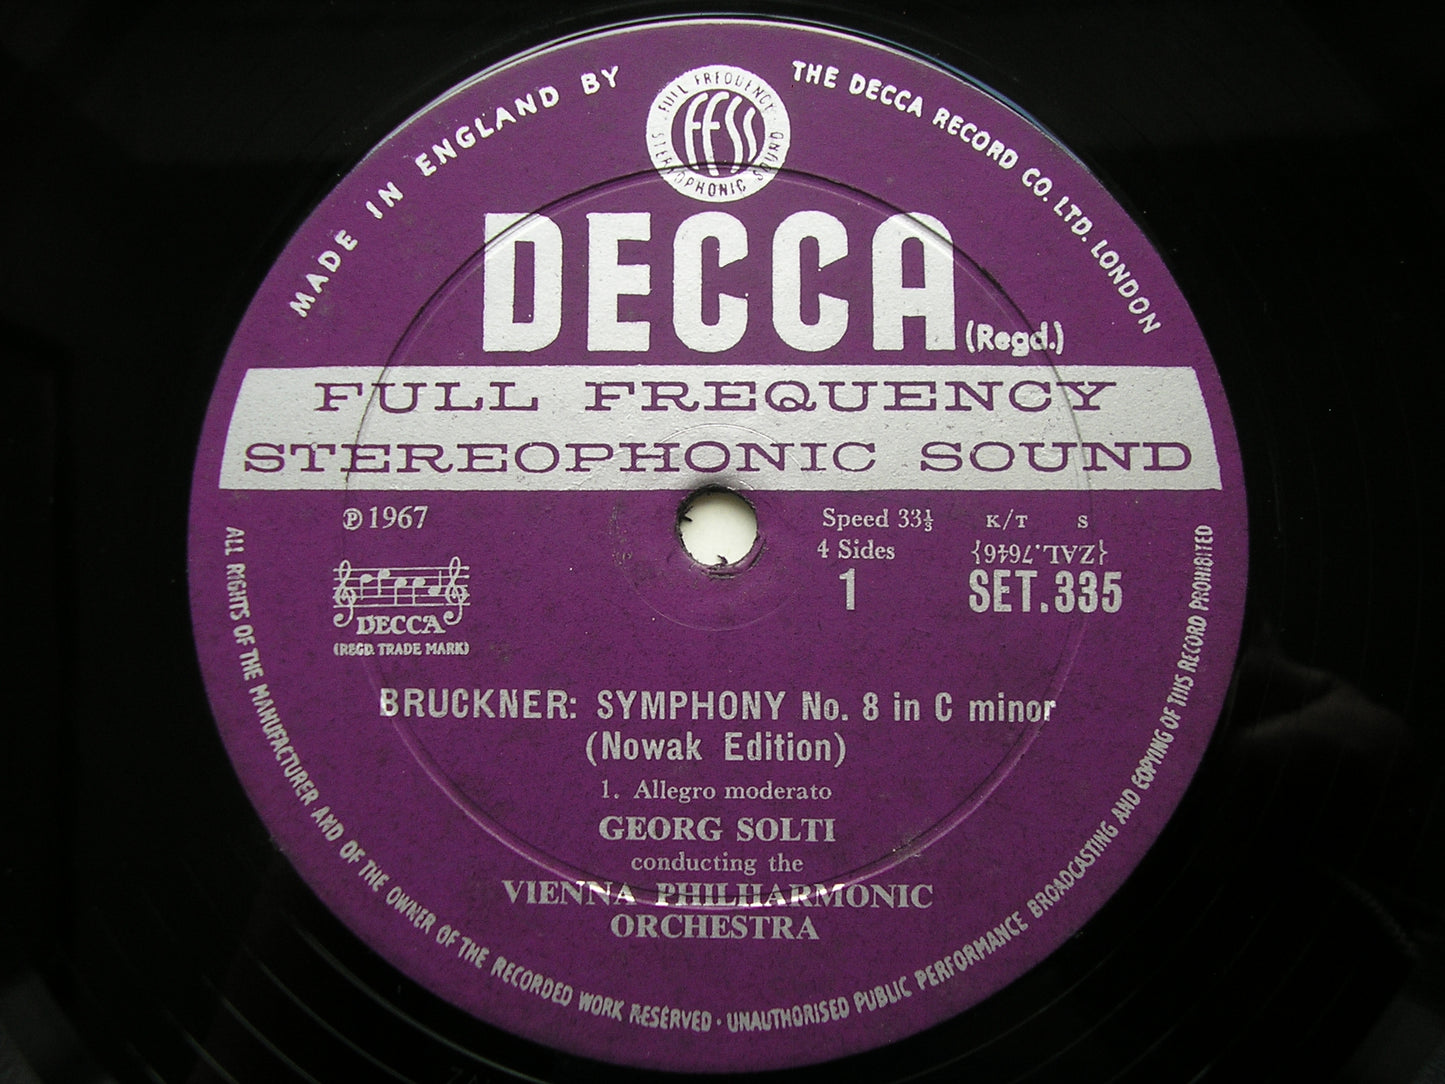 MADE IN ENGLAND BY
THE DECCA RECORD CO. LTD. LONDON
FULL FREQUENCY
FFSS
STEREOPHONIC SOUND
DECCA (Regd.)
FULL FREQUENCY
STEREOPHONIC SOUND
℗1967
Speed 33⅓ K/T S
4 Sides {ZAL.7646}
1 SET.335
DECCA
(REGD. TRADE MARK)
BRUCKNER: SYMPHONY No. 8 in C minor
(Nowak Edition)
1. Allegro moderato
GEORG SOLTI
conducting the
VIENNA PHILHARMONIC
ORCHESTRA
ALL RIGHTS OF THE MANUFACTURER AND OF THE OWNER OF THE RECORDED WORK RESERVED · UNAUTHORISED PUBLIC PERFORMANCE BROADCASTING AND COPYING OF THIS RECORD PROHIBITED